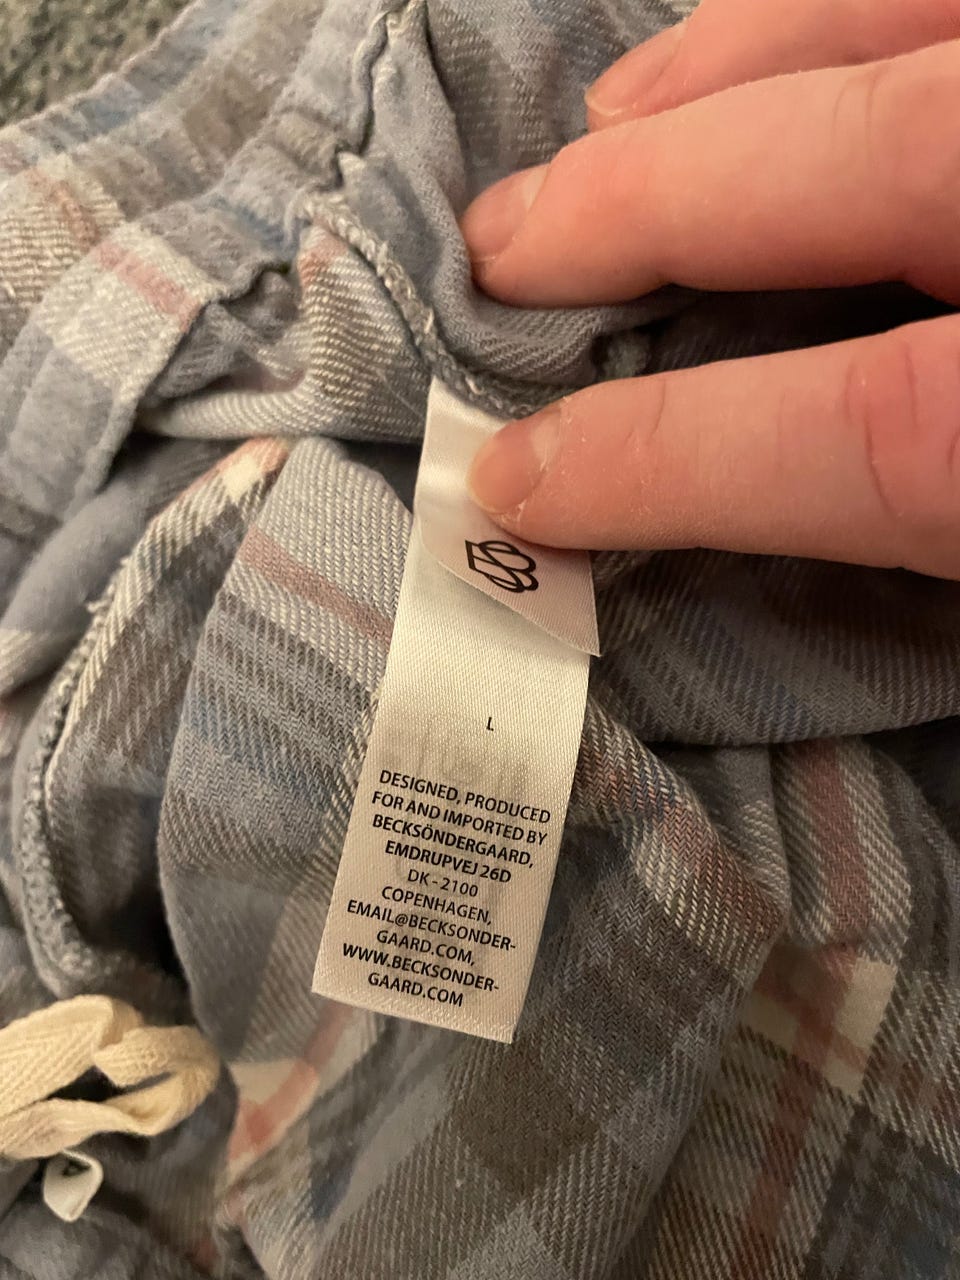 L
DESIGNED, PRODUCED
FOR AND IMPORTED BY
BECKSÖNDERGAARD,
EMDRUPVEJ 26D
DK - 2100
COPENHAGEN,
EMAIL@BECKSONDER-
GAARD.COM,
WWW.BECKSONDER-
GAARD.COM